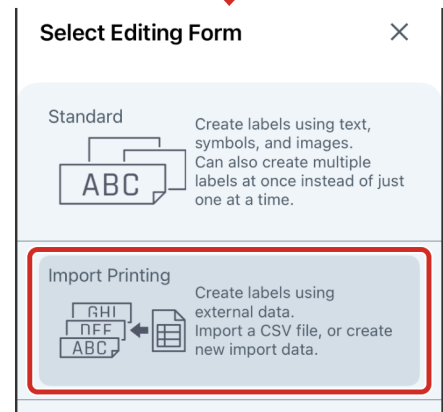 Select Editing Form
Standard
ABC
Create labels using text,
symbols, and images.
Can also create multiple
labels at once instead of just
one at a time.
Import Printing
GHI
DEF
ABC
Create labels using
external data.
Import a CSV file, or create
new import data.